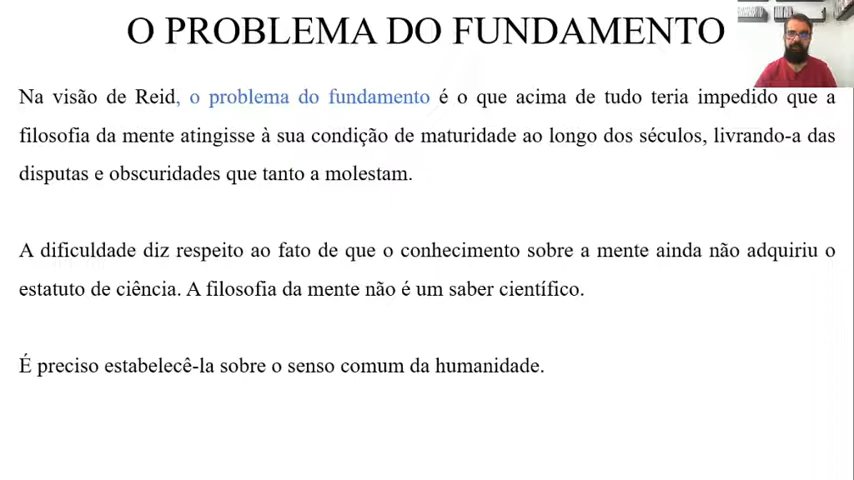 O PROBLEMA DO FUNDAMENTO
Na visão de Reid, o problema do fundamento é o que acima de tudo teria impedido que a
filosofia da mente atingisse à sua condição de maturidade ao longo dos séculos, livrando-a das
disputas e obscuridades que tanto a molestam.
A dificuldade diz respeito ao fato de que o conhecimento sobre a mente ainda não adquiriu o
estatuto de ciência. A filosofia da mente não é um saber científico.
É preciso estabelecê-la sobre o senso comum da humanidade.